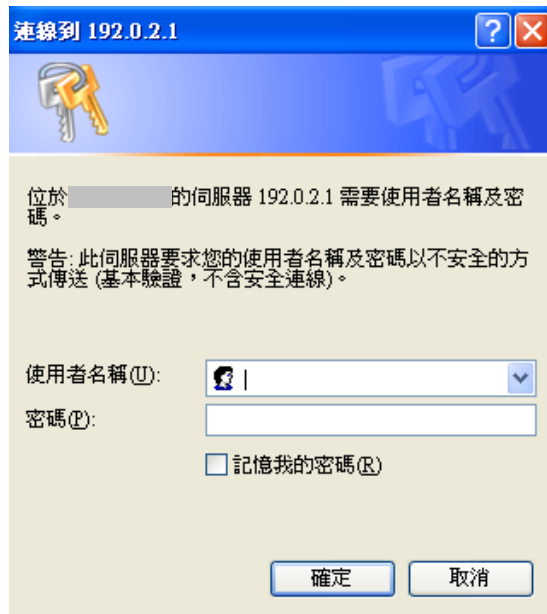 連線到 192.0.2.1
位於 的伺服器 192.0.2.1 需要使用者名稱及密
碼。
警告: 此伺服器要求您的使用者名稱及密碼以不安全的方
式傳送 (基本驗證，不含安全連線)。
使用者名稱(U):
密碼(P):
記憶我的密碼(R)
確定 取消